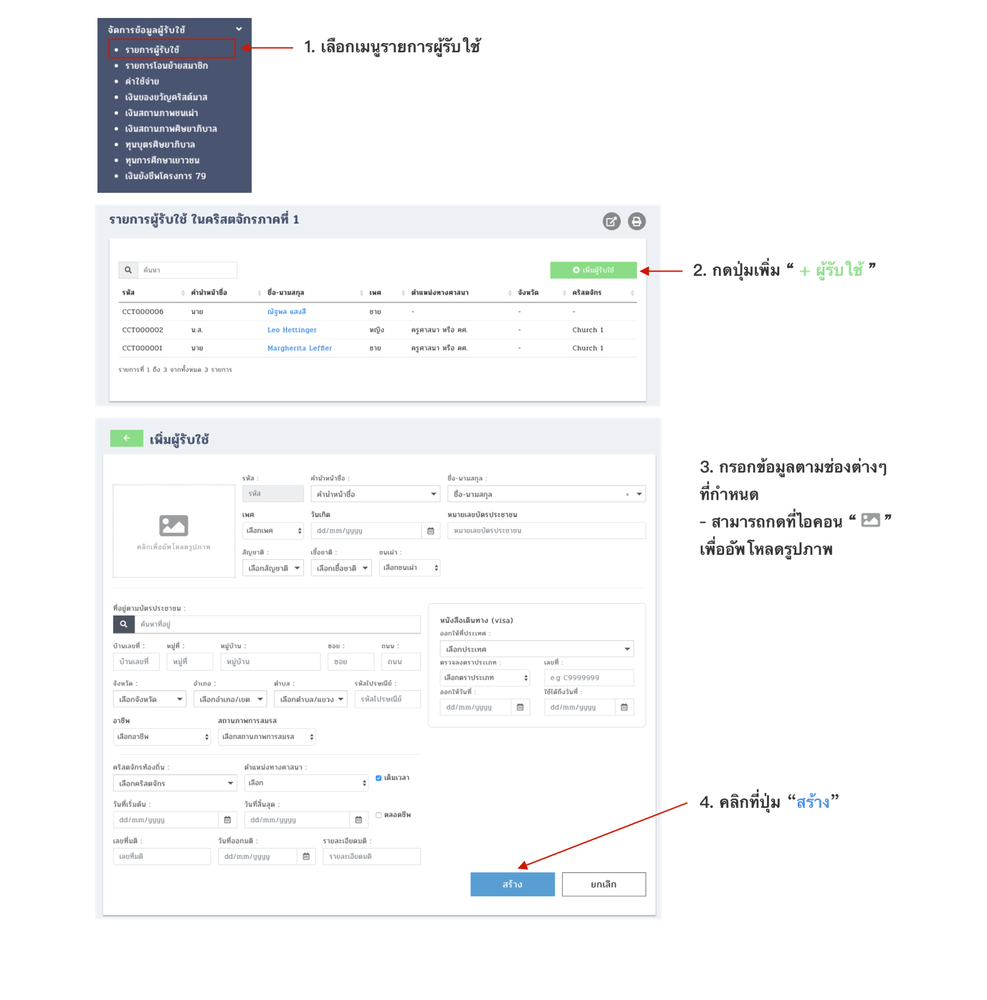 จัดการข้อมูลผู้รับใช้
รายการผู้รับใช้
รายการโอนย้ายสมาชิก
ค่าใช้จ่าย
เงินของขวัญคริสต์มาส
เงินสถานภาพชนเผ่า
เงินสถานภาพศิษยาภิบาล
ทุนบุตรศิษยาภิบาล
ทุนการศึกษาเยาวชน
เงินยังชีพโครงการ 79
1. เลือกเมนูรายการผู้รับใช้
รายการผู้รับใช้ ในคริสตจักรภาคที่ 1
ค้นหา
เพิ่มผู้รับใช้
2. กดปุ่มเพิ่ม “ + ผู้รับใช้ ”
รหัส คำนำหน้าชื่อ ชื่อ-นามสกุล เพศ ตำแหน่งทางศาสนา จังหวัด คริสตจักร
CCT000006 นาย ณัฐพล แสงสี ชาย - - -
CCT000002 น.ส. Leo Hettinger หญิง ครูศาสนา หรือ คศ. - Church 1
CCT000001 นาย Margherita Leffler ชาย ครูศาสนา หรือ คศ. - Church 1
รายการที่ 1 ถึง 3 จากทั้งหมด 3 รายการ
เพิ่มผู้รับใช้
3. กรอกข้อมูลตามช่องต่างๆ
ที่กำหนด
- สามารถกดที่ไอคอน “ ”
เพื่ออัพโหลดรูปภาพ
คลิกเพื่ออัพโหลดรูปภาพ
รหัส : คำนำหน้าชื่อ : ชื่อ-นามสกุล :
รหัส คำนำหน้าชื่อ ชื่อ-นามสกุล
เพศ วันเกิด หมายเลขบัตรประชาชน
เลือกเพศ dd/mm/yyyy หมายเลขบัตรประชาชน
สัญชาติ : เชื้อชาติ : ชนเผ่า :
เลือกสัญชาติ เลือกเชื้อชาติ เลือกชนเผ่า
ที่อยู่ตามบัตรประชาชน :
ค้นหาที่อยู่
บ้านเลขที่ : หมู่ที่ : หมู่บ้าน : ซอย : ถนน :
บ้านเลขที่ หมู่ที่ หมู่บ้าน ซอย ถนน
จังหวัด : อำเภอ : ตำบล : รหัสไปรษณีย์ :
เลือกจังหวัด เลือกอำเภอ/เขต เลือกตำบล/แขวง รหัสไปรษณีย์
อาชีพ สถานภาพการสมรส
เลือกอาชีพ เลือกสถานภาพการสมรส
หนังสือเดินทาง (visa)
ออกให้ที่ประเทศ :
เลือกประเทศ
ตรวจลงตราประเภท : เลขที่ :
เลือกตราประเภท e.g C9999999
ออกให้วันที่ : ใช้ได้ถึงวันที่ :
dd/mm/yyyy dd/mm/yyyy
คริสตจักรท้องถิ่น : ตำแหน่งทางศาสนา :
เลือกคริสตจักร เลือก เต็มเวลา
วันที่เริ่มต้น : วันที่สิ้นสุด :
dd/mm/yyyy dd/mm/yyyy ตลอดชีพ
เลขที่มติ : วันที่ออกมติ : รายละเอียดมติ :
เลขที่มติ dd/mm/yyyy รายละเอียดมติ
4. คลิกที่ปุ่ม “สร้าง”
สร้าง ยกเลิก